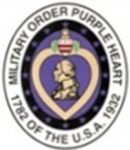 MILITARY ORDER PURPLE HEART
1782 OF THE U.S.A. 1932